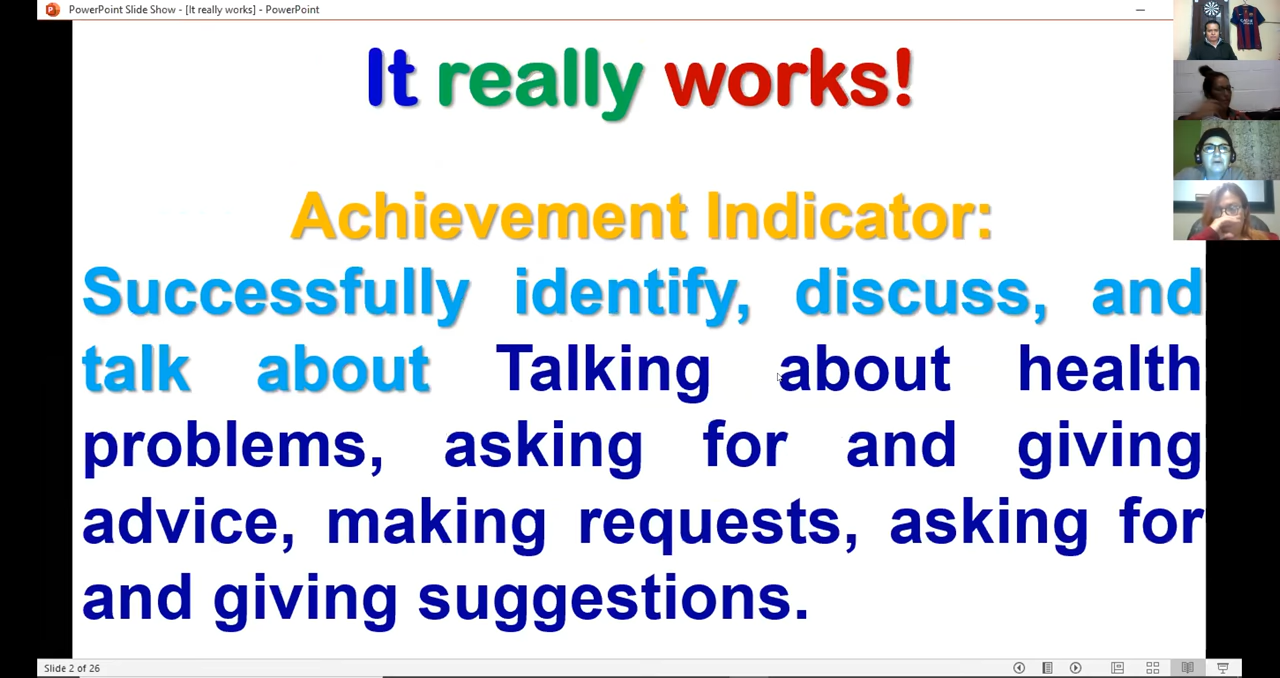 PowerPoint Slide Show - [It really works] - PowerPoint
It really works!
Achievement Indicator:
Successfully identify, discuss, and
talk about Talking about health
problems, asking for and giving
advice, making requests, asking for
and giving suggestions.
Slide 2 of 26